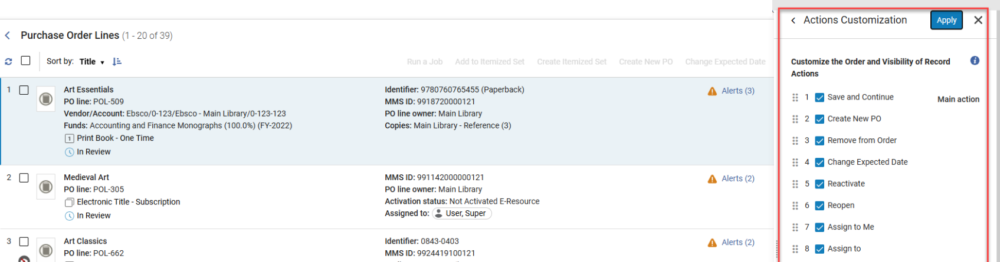 Purchase Order Lines (1 - 20 of 39)
Sort by: Title
Run a Job Add to Itemized Set Create Itemized Set Create New PO Change Expected Date
1
Art Essentials
PO line: POL-509
Vendor/Account: Ebsco/0-123/Ebsco - Main Library/0-123-123
Funds: Accounting and Finance Monographs (100.0%) (FY-2022)
1 Print Book - One Time
In Review
Identifier: 9780760765455 (Paperback)
MMS ID: 9918720000121
PO line owner: Main Library
Copies: Main Library - Reference (3)
Alerts (3)
2
Medieval Art
PO line: POL-305
Electronic Title - Subscription
In Review
MMS ID: 991142000000121
PO line owner: Main Library
Activation status: Not Activated E-Resource
Assigned to: User, Super
Alerts (2)
3
Art Classics
PO line: POL-662
Identifier: 0843-0403
MMS ID: 9924419100121
Alerts (2)
Actions Customization Apply
Customize the Order and Visibility of Record
Actions
1 Save and Continue Main action
2 Create New PO
3 Remove from Order
4 Change Expected Date
5 Reactivate
6 Reopen
7 Assign to Me
8 Assign to